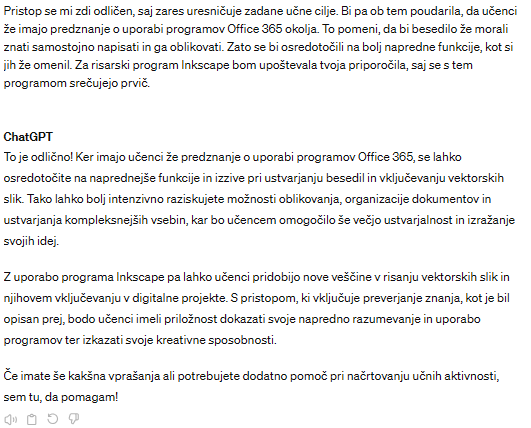 Pristop se mi zdi odličen, saj zares uresničuje zadane učne cilje. Bi pa ob tem poudarila, da učenci
že imajo predznanje o uporabi programov Office 365 okolja. To pomeni, da bi besedilo že morali
znati samostojno napisati in ga oblikovati. Zato se bi osredotočili na bolj napredne funkcije, kot si
jih že omenil. Za risarski program Inkscape bom upoštevala tvoja priporočila, saj se s tem
programom srečujejo prvič.
ChatGPT
To je odlično! Ker imajo učenci že predznanje o uporabi programov Office 365, se lahko
osredotočite na naprednejše funkcije in izzive pri ustvarjanju besedil in vključevanju vektorskih
slik. Tako lahko bolj intenzivno raziskujete možnosti oblikovanja, organizacije dokumentov in
ustvarjanja kompleksnejših vsebin, kar bo učencem omogočilo še večjo ustvarjalnost in izražanje
svojih idej.
Z uporabo programa Inkscape pa lahko učenci pridobijo nove veščine v risanju vektorskih slik in
njihovem vključevanju v digitalne projekte. S pristopom, ki vključuje preverjanje znanja, kot je bil
opisan prej, bodo učenci imeli priložnost dokazati svoje napredno razumevanje in uporabo
programov ter izkazati svoje kreativne sposobnosti.
Če imate še kakšna vprašanja ali potrebujete dodatno pomoč pri načrtovanju učnih aktivnosti,
sem tu, da pomagam!